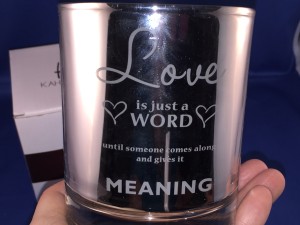 Love
is just a
WORD
until someone comes along
and gives it
MEANING